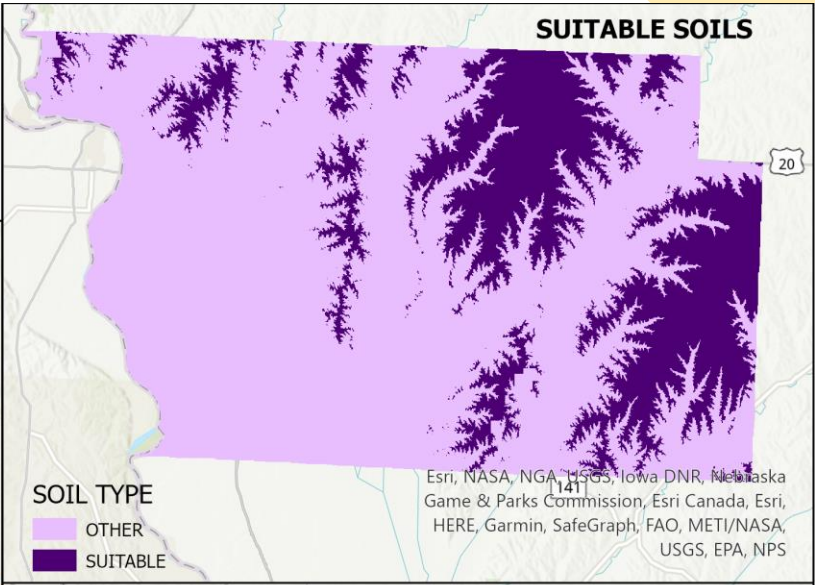 SUITABLE SOILS
20
SOIL TYPE
OTHER
SUITABLE
141
Esri, NASA, NGA, USGS, Iowa DNR, Nebraska
Game & Parks Commission, Esri Canada, Esri,
HERE, Garmin, SafeGraph, FAO, METI/NASA,
USGS, EPA, NPS